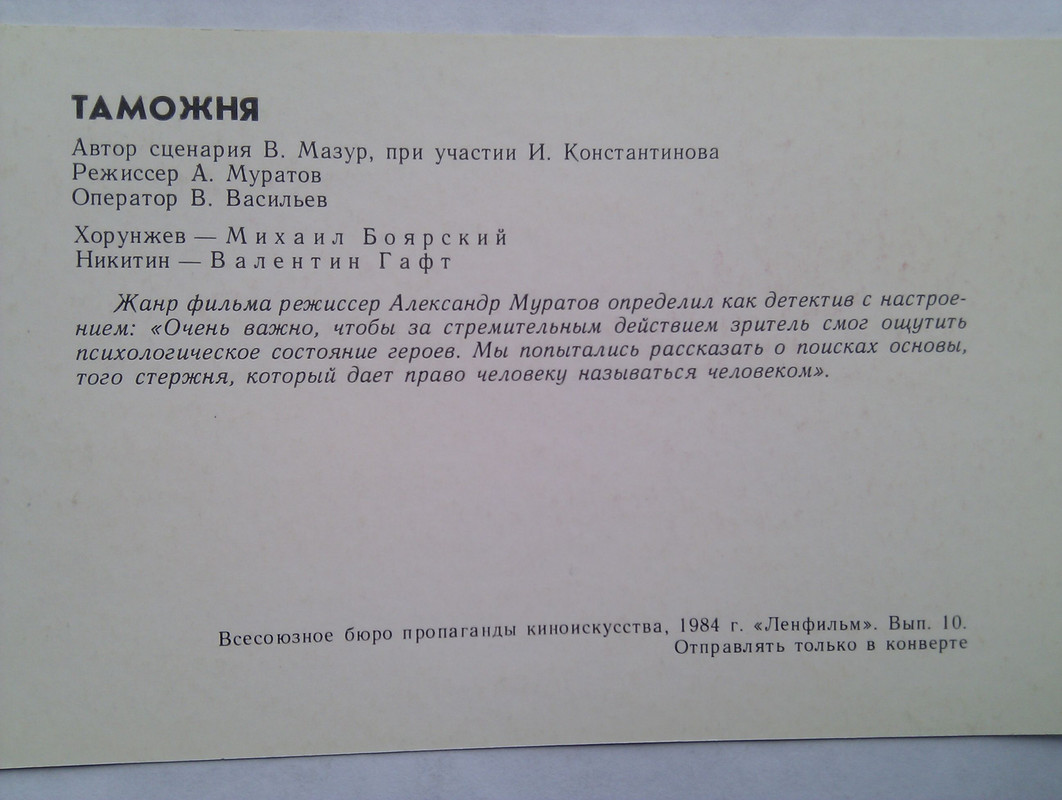 ТАМОЖНЯ
Автор сценария В. Мазур, при участии И. Константинова
Режиссер А. Муратов
Оператор В. Васильев
Хорунжев — Михаил Боярский
Никитин — Валентин Гафт
Жанр фильма режиссер Александр Муратов определил как детектив с настрое-
нием: «Очень важно, чтобы за стремительным действием зритель смог ощутить
психологическое состояние героев. Мы попытались рассказать о поисках основы,
того стержня, который дает право человеку называться человеком».
Всесоюзное бюро пропаганды киноискусства, 1984 г. «Ленфильм». Вып. 10.
Отправлять только в конверте